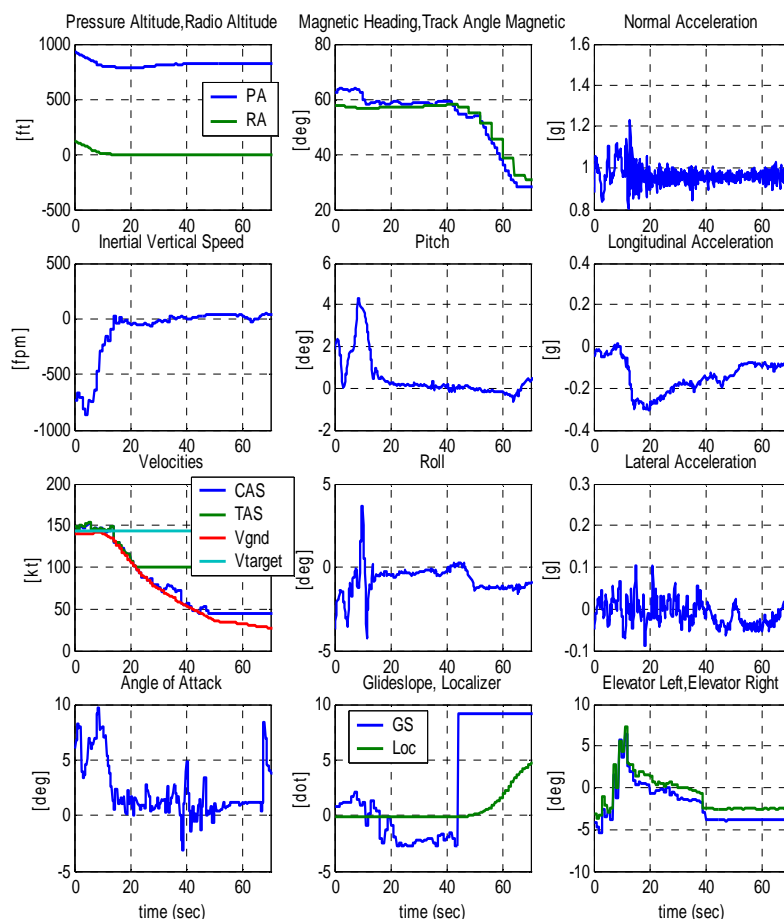 Pressure Altitude,Radio Altitude
1000
500
0
-500
0 20 40 60
[ft]
PA
RA
Magnetic Heading,Track Angle Magnetic
80
60
40
20
0 20 40 60
[deg]
Normal Acceleration
1.6
1.4
1.2
1
0.8
0 20 40 60
[g]
Inertial Vertical Speed
500
0
-500
-1000
0 20 40 60
[fpm]
Pitch
6
4
2
0
-2
0 20 40 60
[deg]
Longitudinal Acceleration
0.4
0.2
0
-0.2
-0.4
0 20 40 60
[g]
Velocities
200
150
100
50
0
0 20 40 60
[kt]
CAS
TAS
Vgnd
Vtarget
Roll
5
0
-5
0 20 40 60
[deg]
Lateral Acceleration
0.3
0.2
0.1
0
-0.1
0 20 40 60
[g]
Angle of Attack
10
5
0
-5
0 20 40 60
[deg]
time (sec)
Glideslope, Localizer
10
5
0
-5
0 20 40 60
[dot]
GS
Loc
time (sec)
Elevator Left,Elevator Right
10
5
0
-5
-10
0 20 40 60
[deg]
time (sec)